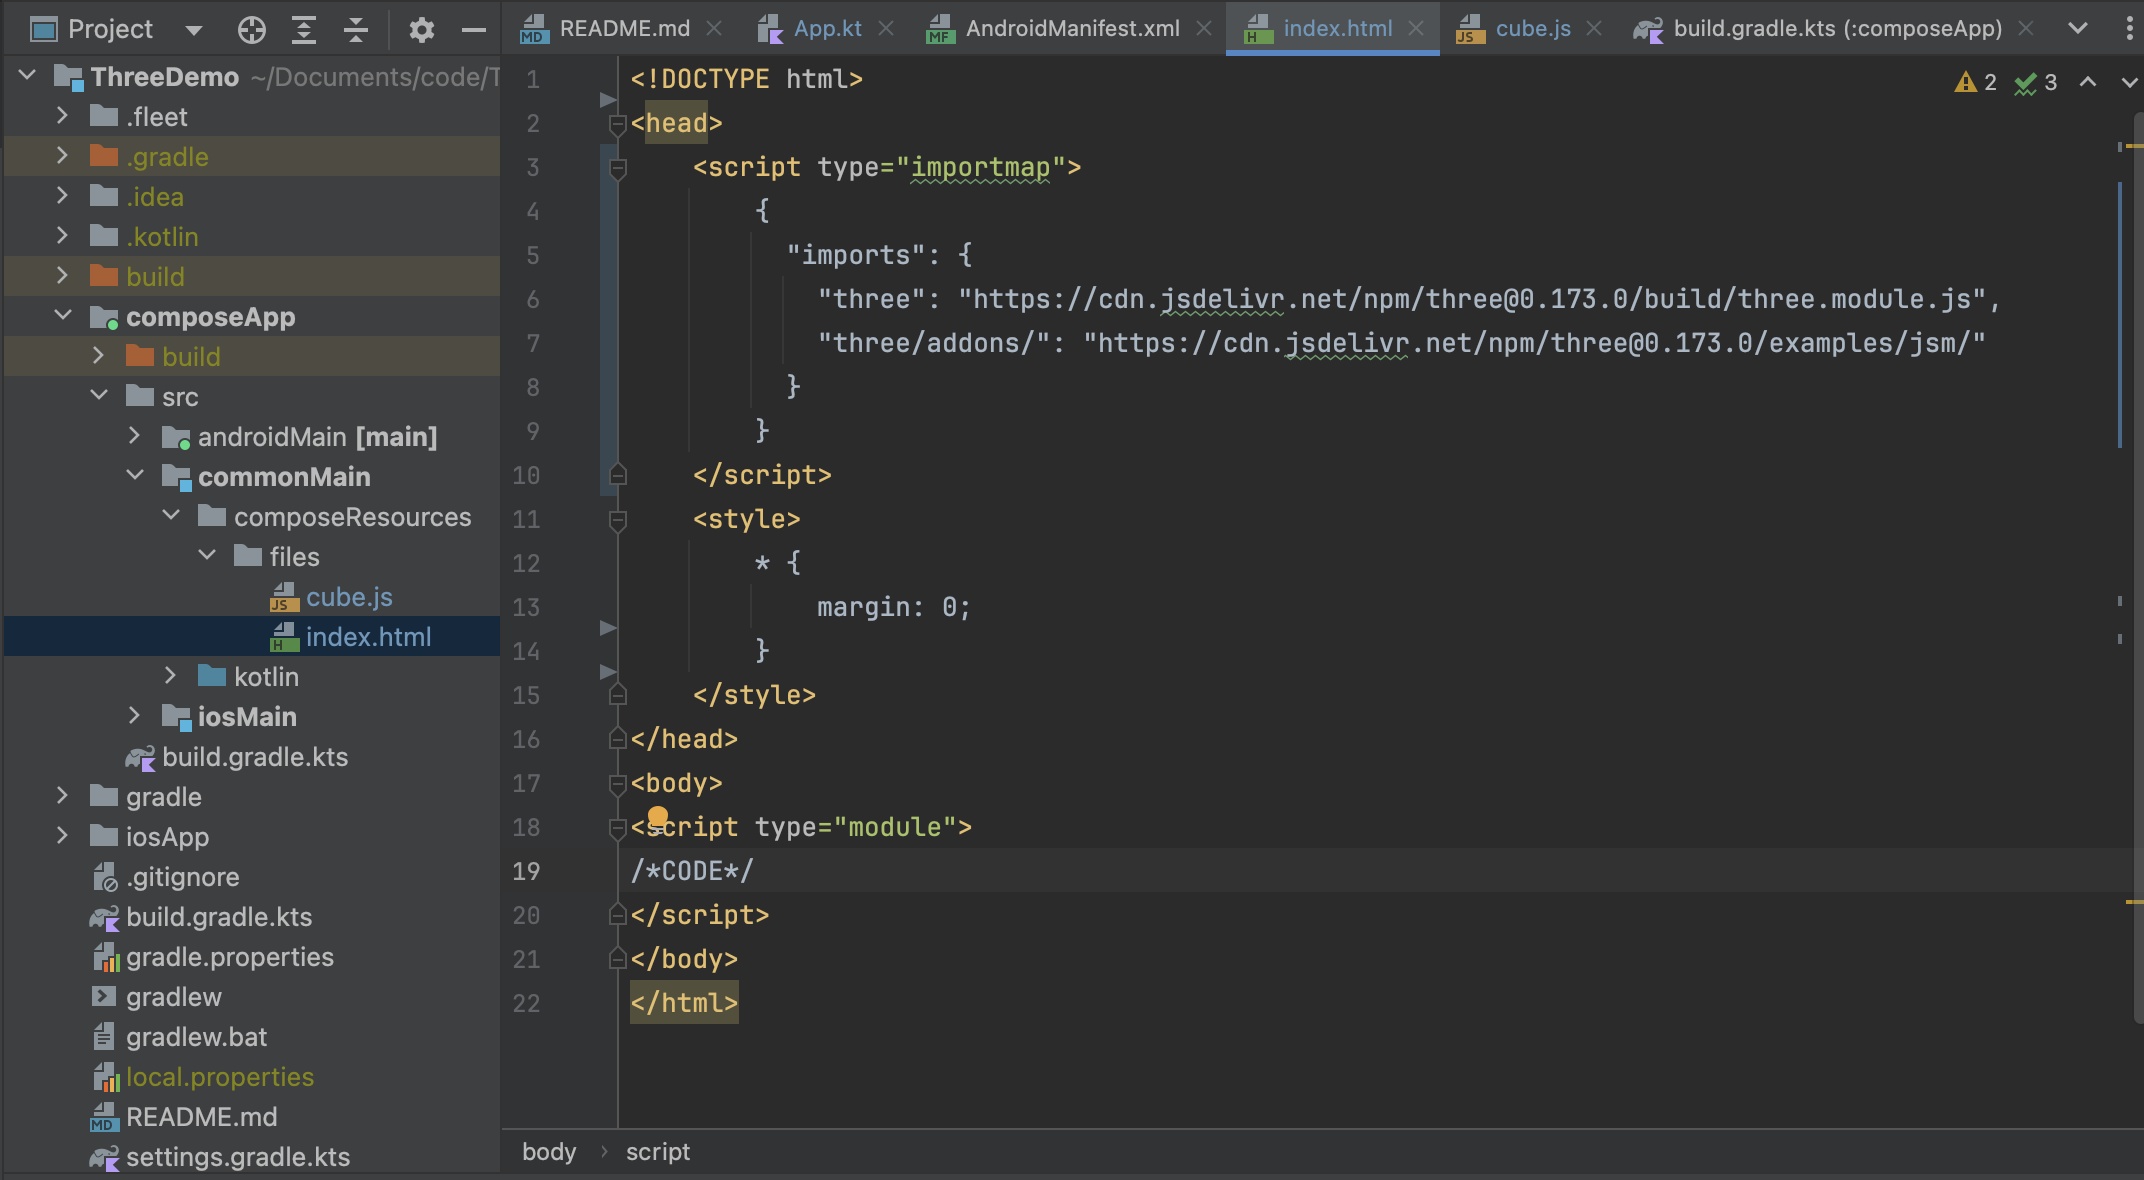 Project
README.md
App.kt
AndroidManifest.xml
index.html
cube.js
build.gradle.kts (:composeApp)
ThreeDemo ~/Documents/code/T
.fleet
.gradle
.idea
.kotlin
build
composeApp
build
src
androidMain [main]
commonMain
composeResources
files
cube.js
index.html
kotlin
iosMain
build.gradle.kts
gradle
iosApp
.gitignore
build.gradle.kts
gradle.properties
gradlew
gradlew.bat
local.properties
README.md
settings.gradle.kts
2 3
1 <!DOCTYPE html>
2 <head>
3     <script type="importmap">
4         {
5           "imports": {
6             "three": "https://cdn.jsdelivr.net/npm/three@0.173.0/build/three.module.js",
7             "three/addons/": "https://cdn.jsdelivr.net/npm/three@0.173.0/examples/jsm/"
8           }
9         }
10     </script>
11     <style>
12         * {
13             margin: 0;
14         }
15     </style>
16 </head>
17 <body>
18 <script type="module">
19 /*CODE*/
20 </script>
21 </body>
22 </html>
body › script